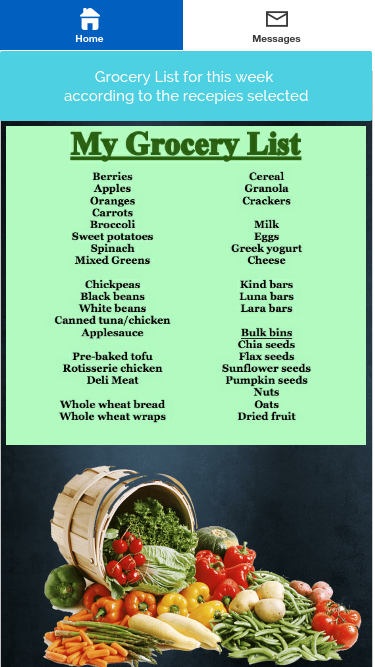 Home
Messages
Grocery List for this week
according to the recepies selected
My Grocery List
Berries
Apples
Oranges
Carrots
Broccoli
Sweet potatoes
Spinach
Mixed Greens
Chickpeas
Black beans
White beans
Canned tuna/chicken
Applesauce
Pre-baked tofu
Rotisserie chicken
Deli Meat
Whole wheat bread
Whole wheat wraps
Cereal
Granola
Crackers
Milk
Eggs
Greek yogurt
Cheese
Kind bars
Luna bars
Lara bars
Bulk bins
Chia seeds
Flax seeds
Sunflower seeds
Pumpkin seeds
Nuts
Oats
Dried fruit